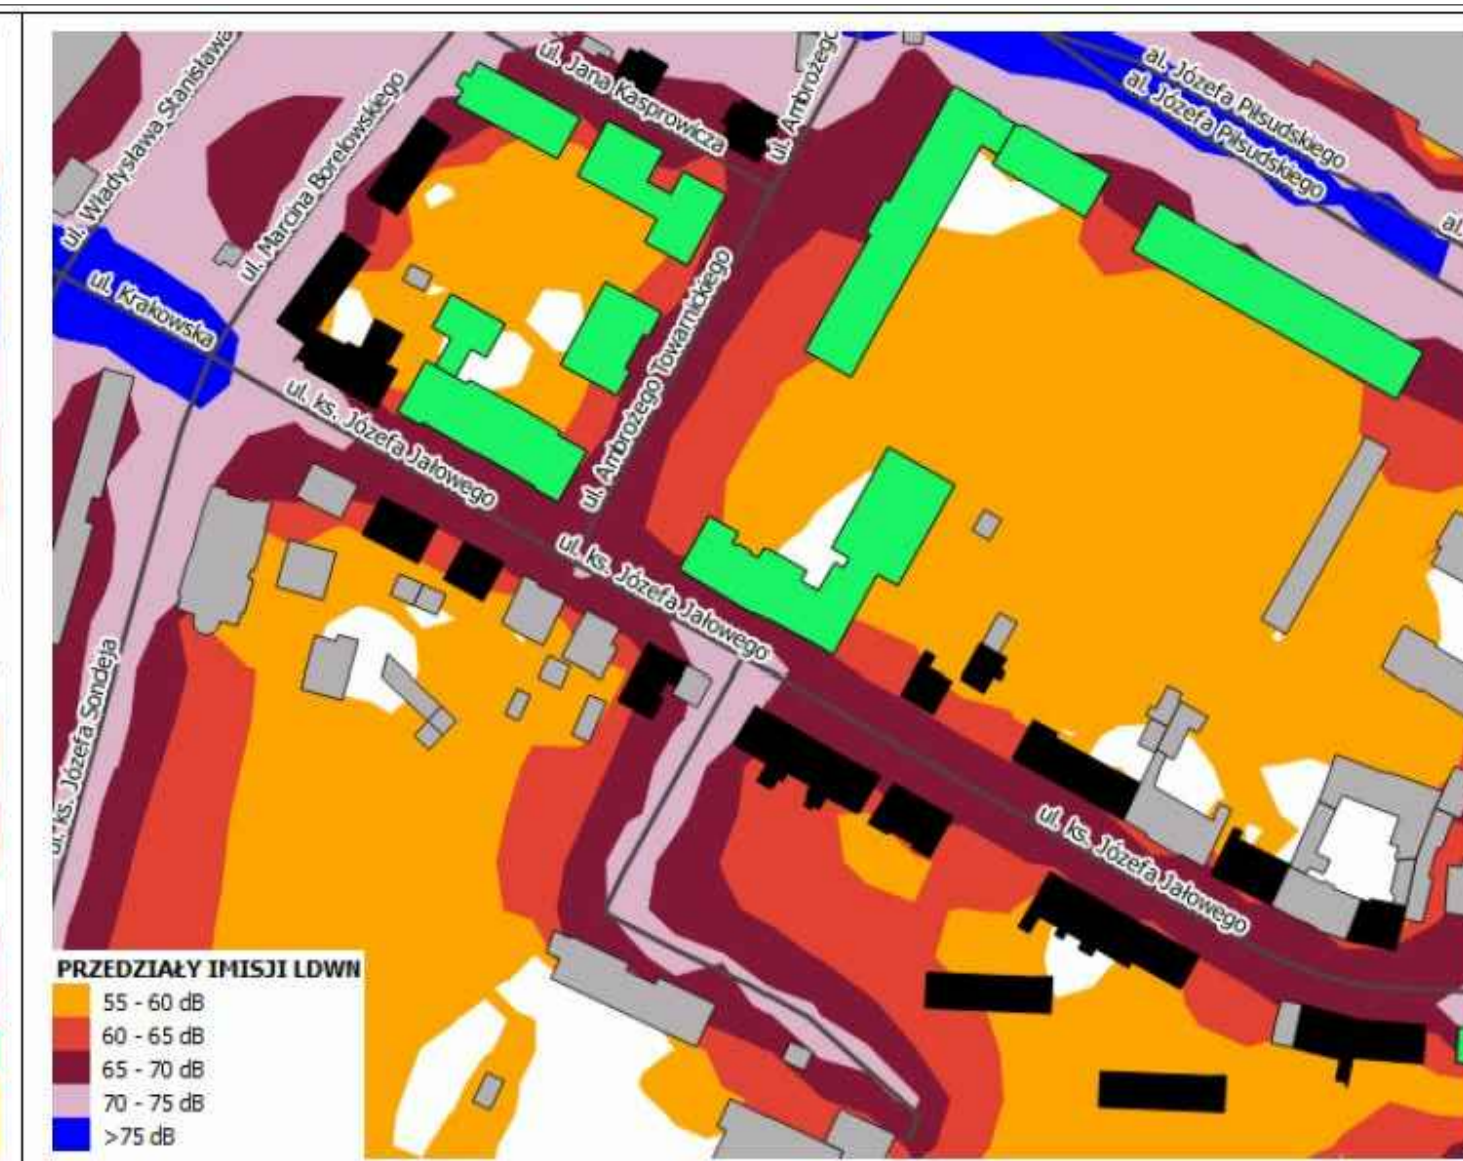 ul. Władysława Stanisława
ul. Marcina Borelowskiego
ul. Jana Kasprowicza
ul. Ambrożego
al. Józefa Piłsudskiego
al. Józefa Piłsudskiego
al.
ul. Krakowska
ul. ks. Józefa Jałowego
ul. Ambrożego Towarnickiego
ul. ks. Józefa Jałowego
ul. ks. Józefa Sondeja
ul. ks. Józefa Jałowego
PRZEDZIAŁY IMISJI LDWN
55 - 60 dB
60 - 65 dB
65 - 70 dB
70 - 75 dB
>75 dB